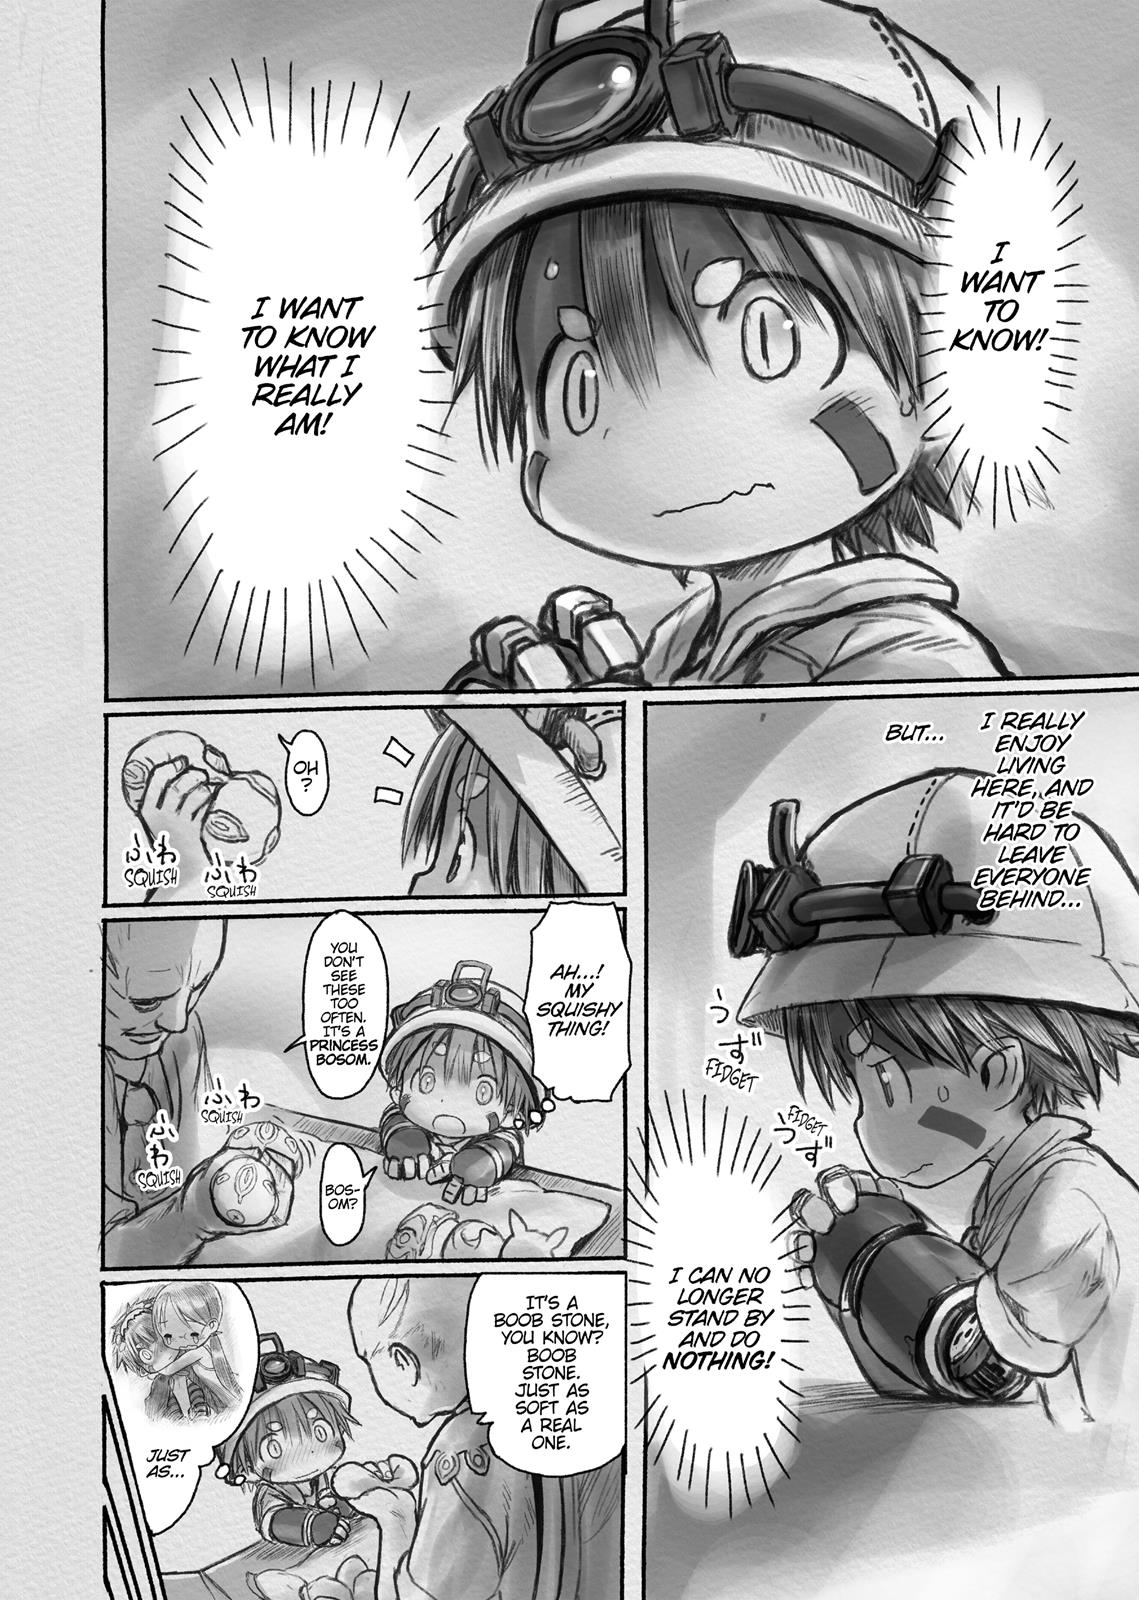 I
WANT
TO
KNOW!
I WANT
TO KNOW
WHAT I
REALLY
AM!
I REALLY
ENJOY
LIVING
HERE, AND
IT'D BE
HARD TO
LEAVE
EVERYONE
BEHIND...
BUT...
うず
FIDGET
FIDGET
うず
I CAN NO
LONGER
STAND BY
AND DO
NOTHING!
OH
?
ふわ
SQUISH
ふわ
SQUISH
AH...!
MY
SQUISHY
THING!
YOU
DON'T
SEE
THESE
TOO
OFTEN.
IT'S A
PRINCESS
BOSOM.
ふわ
SQUISH
ふわ
SQUISH
BOS-
OM?
IT'S A
BOOB STONE,
YOU KNOW?
BOOB
STONE.
JUST AS
SOFT AS
A REAL
ONE.
JUST
AS...